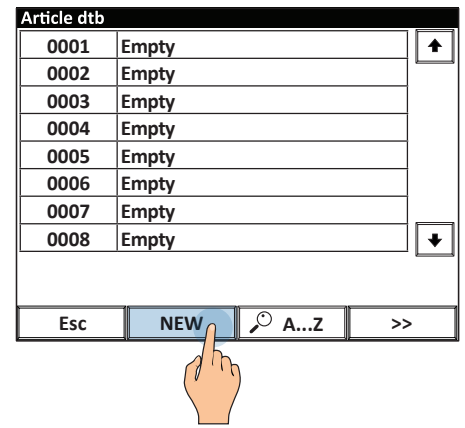 Article dtb
0001 Empty
0002 Empty
0003 Empty
0004 Empty
0005 Empty
0006 Empty
0007 Empty
0008 Empty
Esc NEW A...Z >>